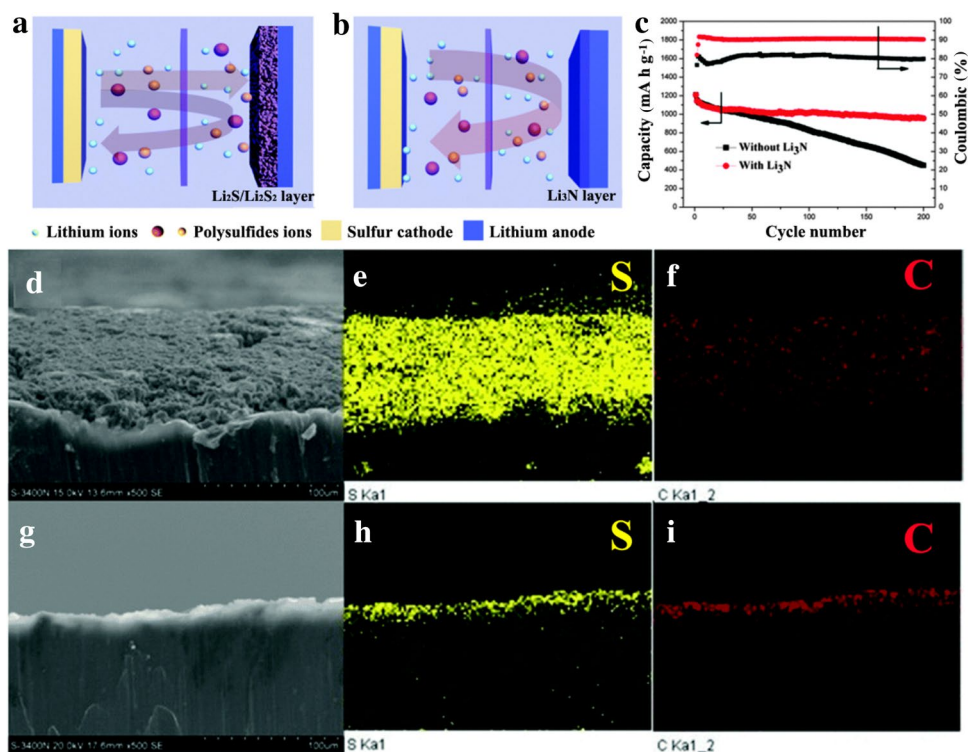 a
b
c
Li2S/Li2S2 layer
Li3N layer
Capacity (mA h g-1)
2000
1800
1600
1400
1200
1000
800
600
400
200
0
100
90
80
70
60
50
40
30
20
10
0
Coulombic (%)
Without Li3N
With Li3N
0 50 100 150 200
Cycle number
Lithium ions Polysulfides ions Sulfur cathode Lithium anode
d
S-3400N 15.0kV 13.6mm x500 SE 100um
e
S
S Ka1
f
C
C Ka1_2
g
S-3400N 20.0kV 17.6mm x500 SE 100um
h
S
S Ka1
i
C
C Ka1_2